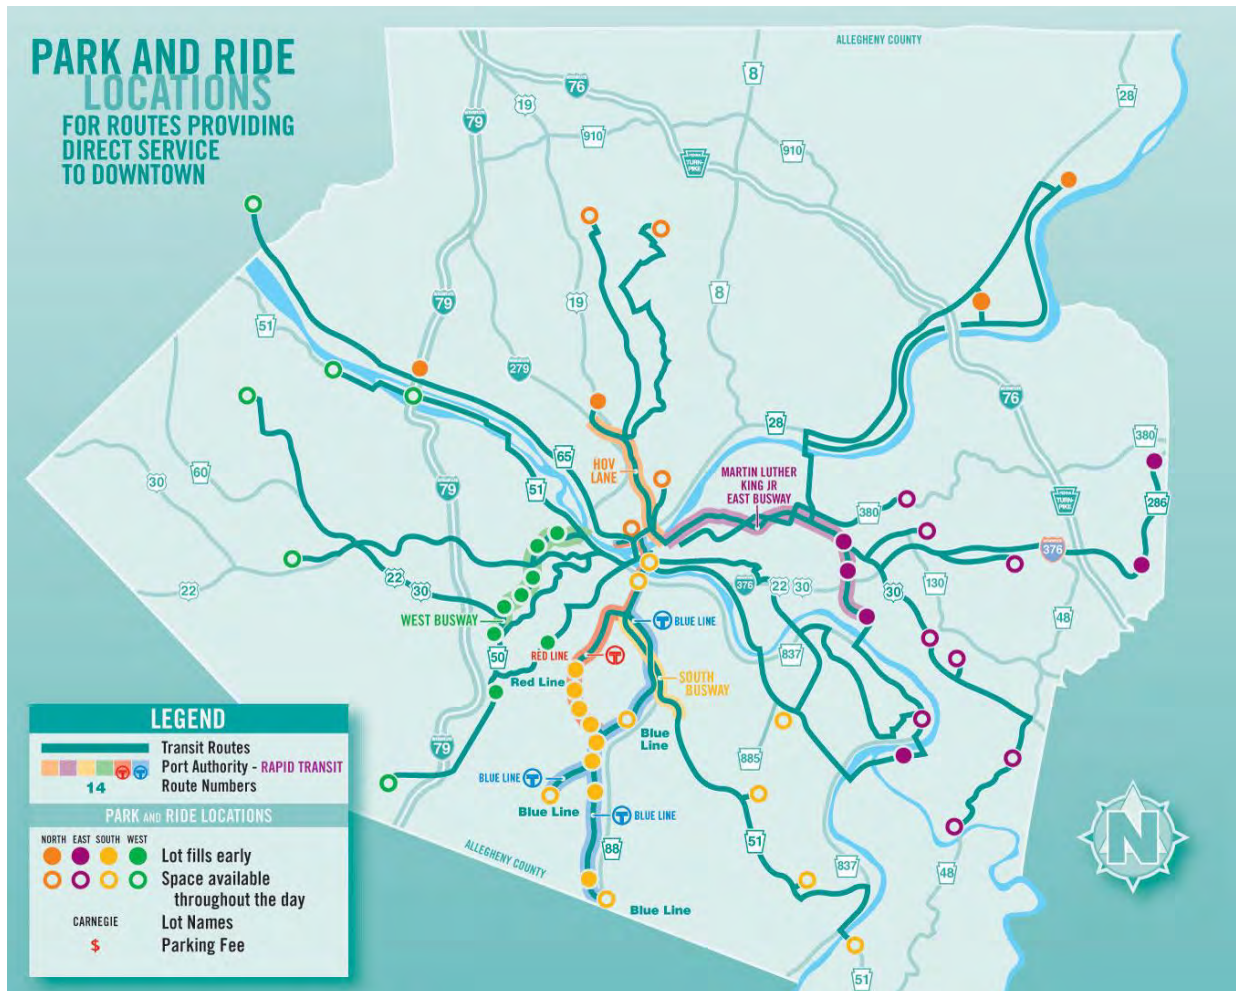 PARK AND RIDE
LOCATIONS
FOR ROUTES PROVIDING
DIRECT SERVICE
TO DOWNTOWN
ALLEGHENY COUNTY
8
76
28
19
79
910
910
TURN-
PIKE
8
79
19
51
279
76
28
380
65
HOV
LANE
MARTIN LUTHER
KING JR
EAST BUSWAY
60
30
79
51
TURN-
PIKE
286
380
376
22
30
22
376
22
30
30
130
48
WEST BUSWAY
BLUE LINE
T
50
RED LINE
T
837
Red Line
SOUTH
BUSWAY
Blue
Line
79
885
BLUE LINE
T
Blue Line
T
BLUE LINE
51
88
837
48
ALLEGHENY COUNTY
Blue Line
51
N
LEGEND
Transit Routes
T
T
Port Authority - RAPID TRANSIT
14
Route Numbers
PARK AND RIDE LOCATIONS
NORTH EAST SOUTH WEST
Lot fills early
Space available
throughout the day
CARNEGIE
Lot Names
$
Parking Fee